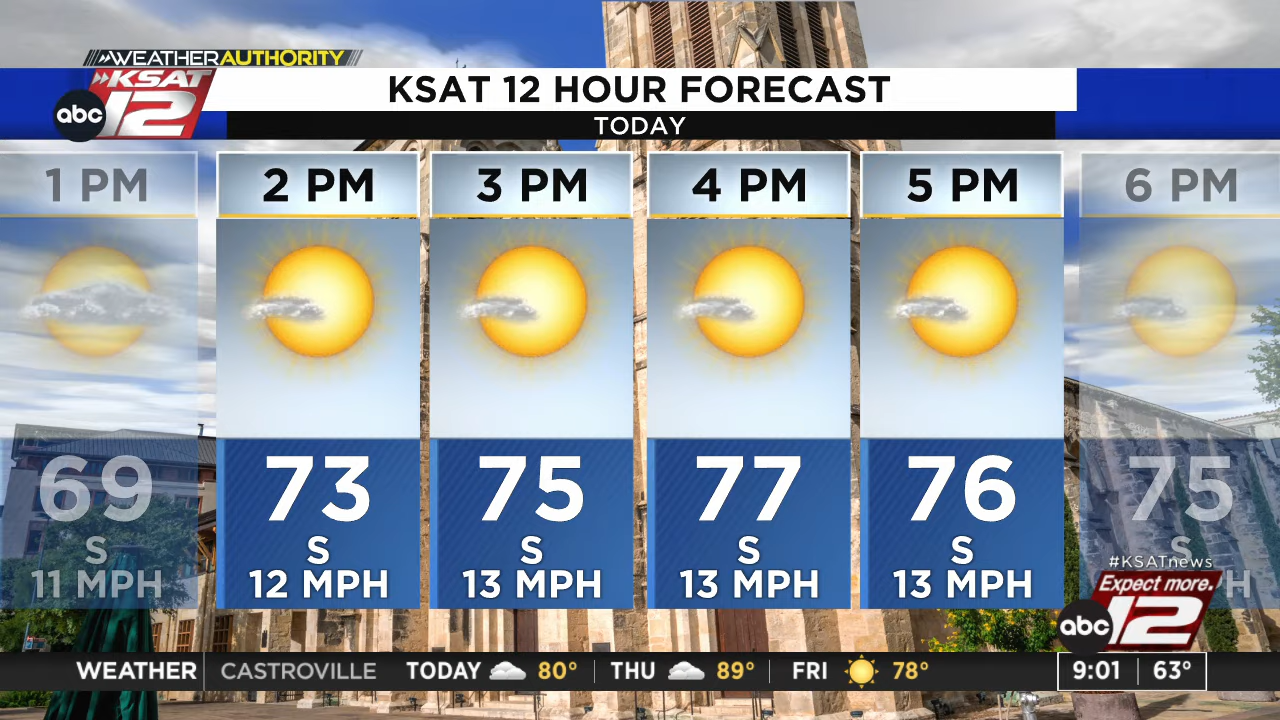 WEATHERAUTHORITY
KSAT
abc 12
KSAT 12 HOUR FORECAST
TODAY
1 PM
2 PM
3 PM
4 PM
5 PM
6 PM
69
S
11 MPH
73
S
12 MPH
75
S
13 MPH
77
S
13 MPH
76
S
13 MPH
75
S
H
#KSATnews
Expect more.
abc 12
WEATHER CASTROVILLE TODAY 80° THU 89° FRI 78° 9:01 63°